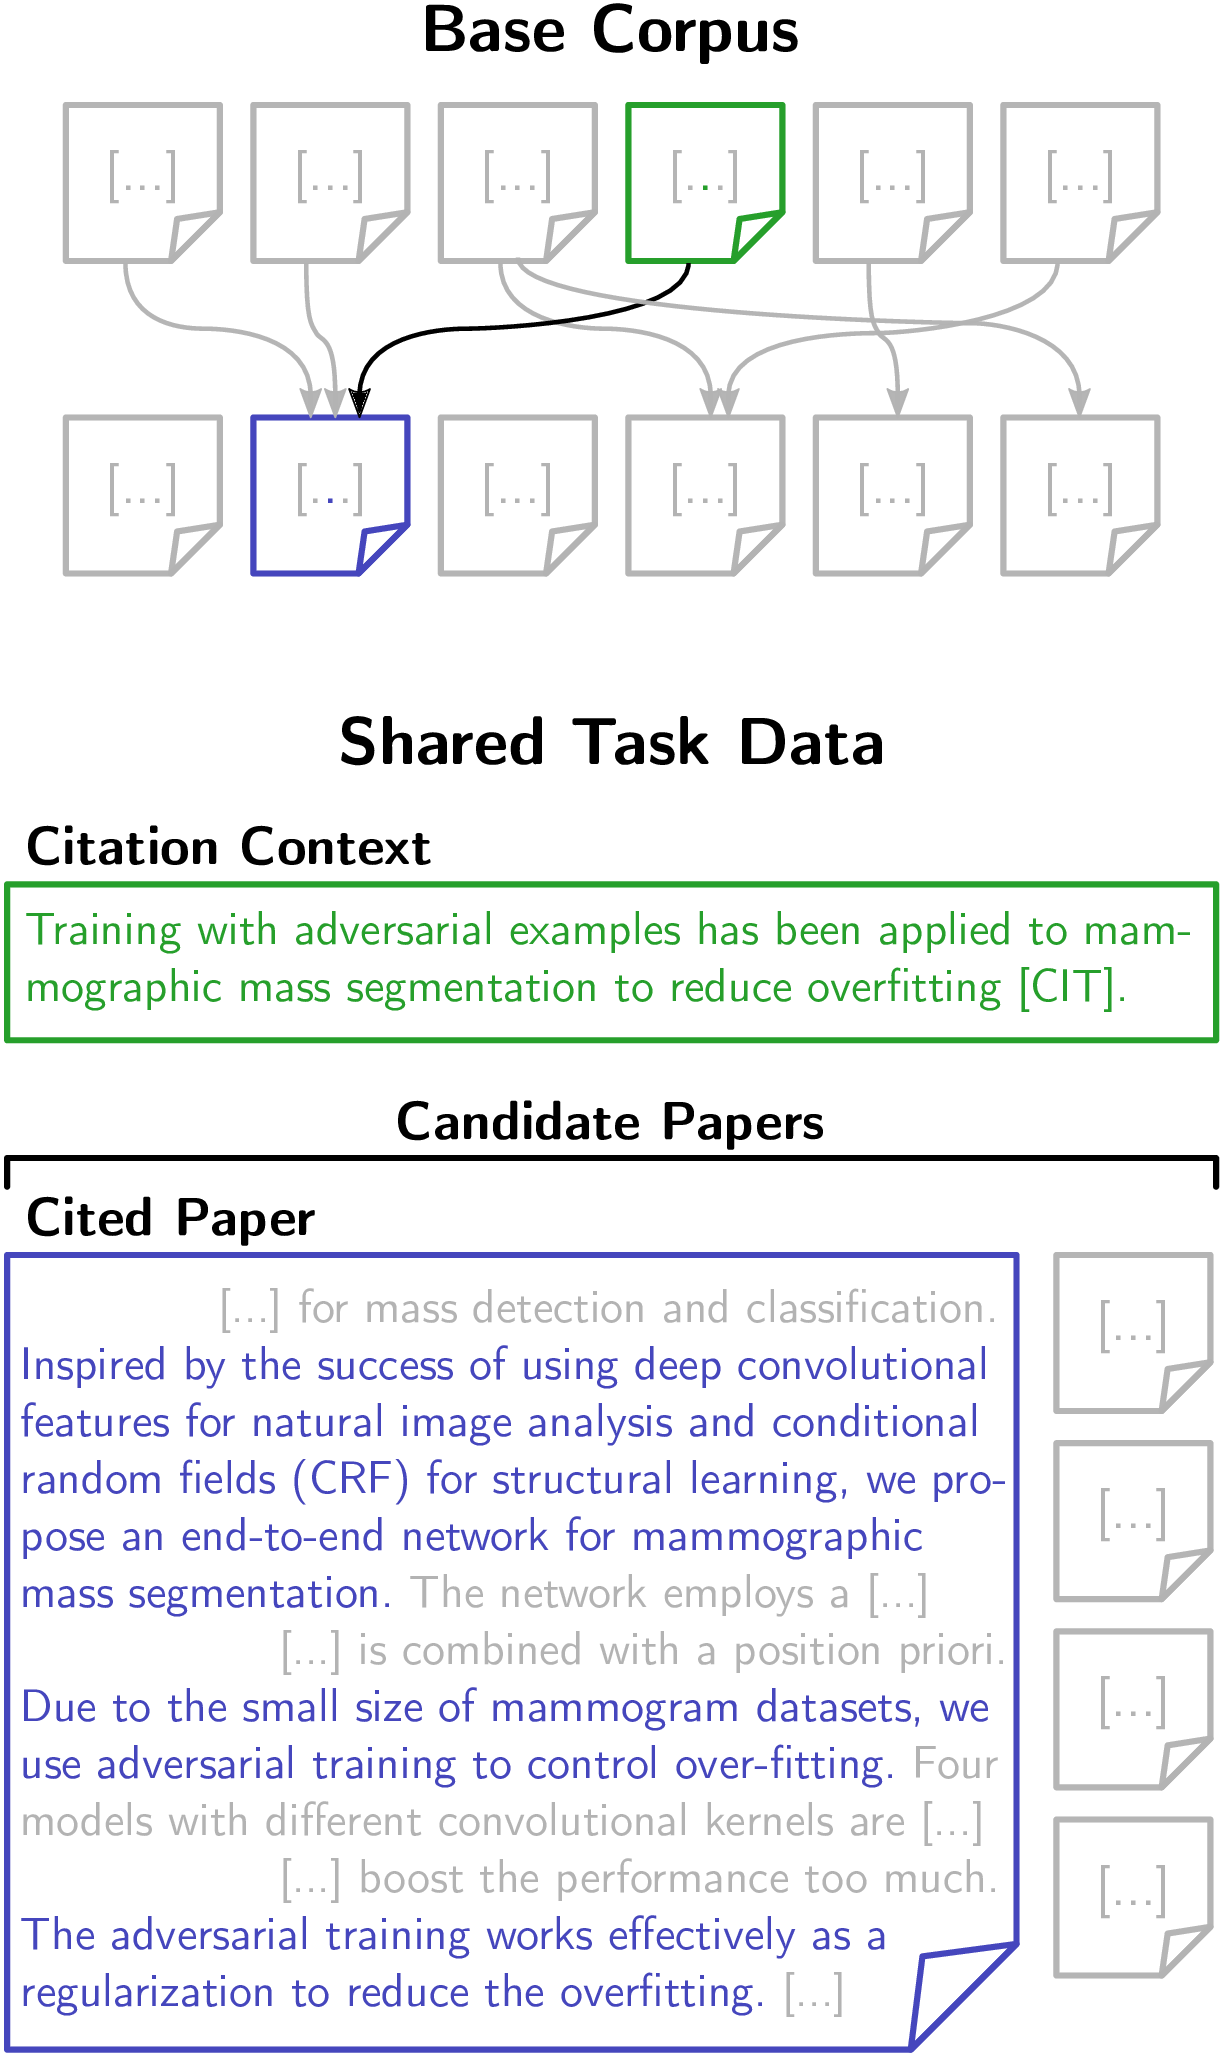 Base Corpus
[...] [...] [...] [...] [...] [...]
[...] [...] [...] [...] [...] [...]
Shared Task Data
Citation Context
Training with adversarial examples has been applied to mam-
mographic mass segmentation to reduce overfitting [CIT].
Candidate Papers
Cited Paper
[...] for mass detection and classification.
Inspired by the success of using deep convolutional
features for natural image analysis and conditional
random fields (CRF) for structural learning, we pro-
pose an end-to-end network for mammographic
mass segmentation. The network employs a [...]
[...] is combined with a position priori.
Due to the small size of mammogram datasets, we
use adversarial training to control over-fitting. Four
models with different convolutional kernels are [...]
[...] boost the performance too much.
The adversarial training works effectively as a
regularization to reduce the overfitting. [...]
[...]
[...]
[...]
[...]